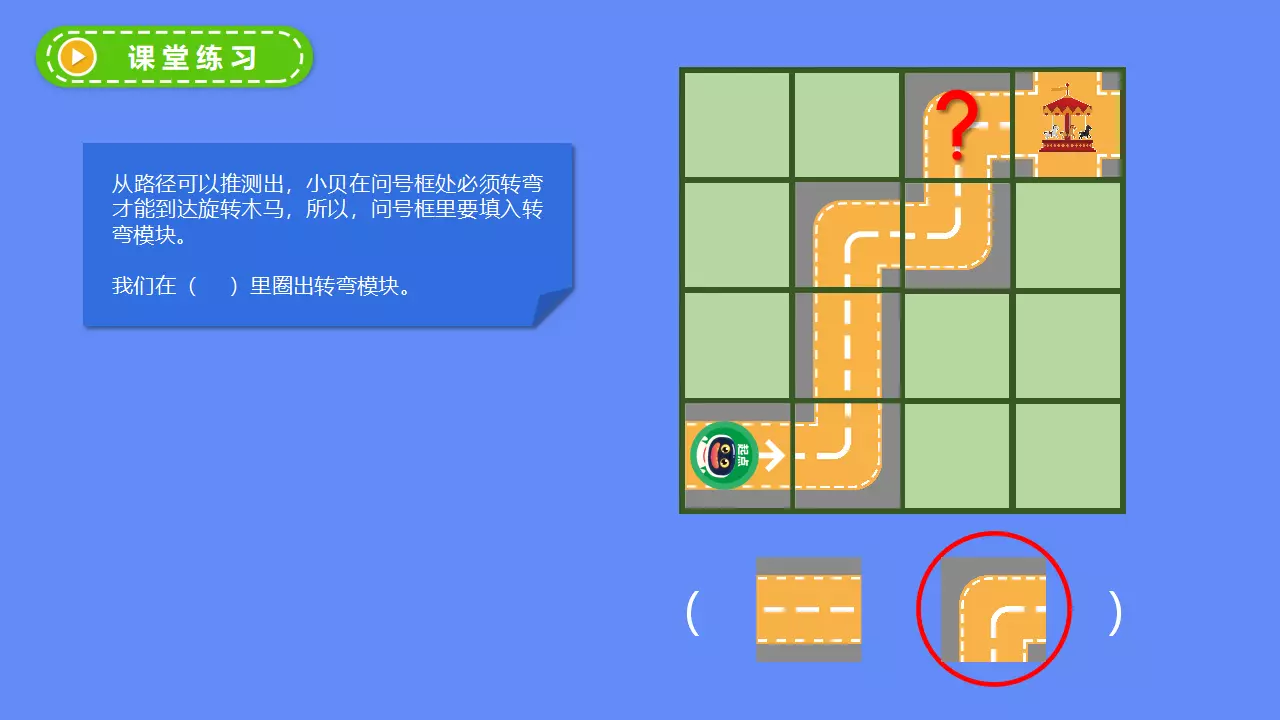 课堂练习
从路径可以推测出，小贝在问号框处必须转弯
才能到达旋转木马，所以，问号框里要填入转
弯模块。
我们在（ ）里圈出转弯模块。
？
起点
( )